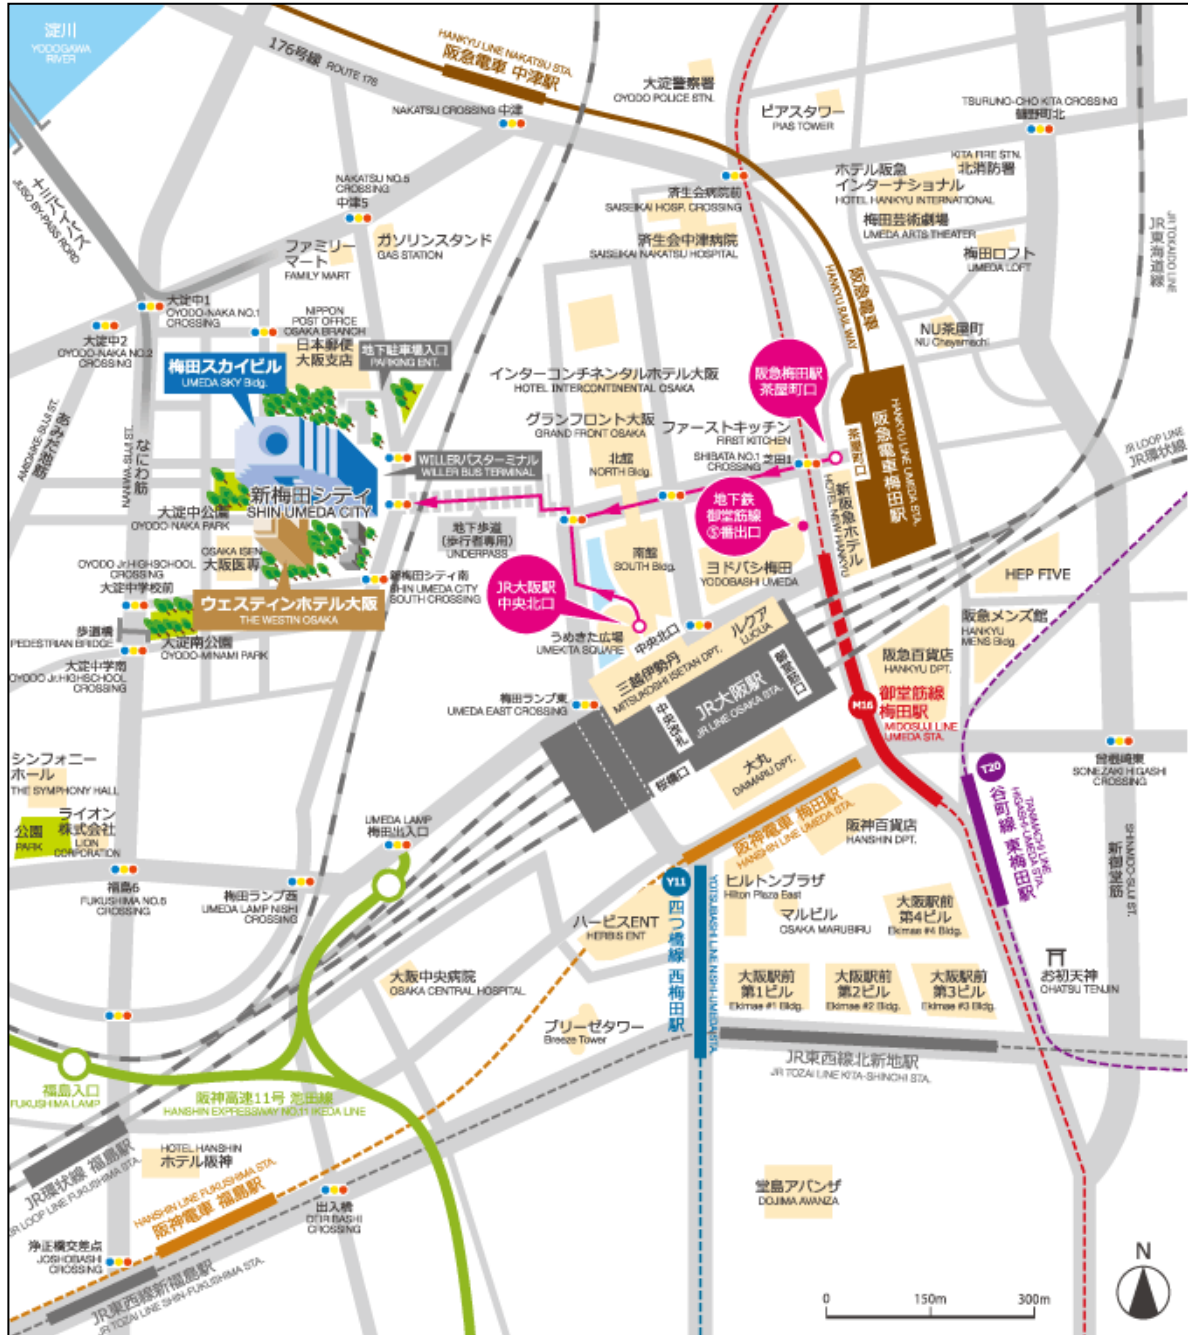 淀川
YODOGAWA
RIVER
176号線 ROUTE 176
HANKYU LINE NAKATSU STA.
阪急電車 中津駅
NAKATSU CROSSING 中津
大淀警察署
OYODO POLICE STN.
ピアスタワー
PIAS TOWER
TSURUNO-CHO KITA CROSSING
鶴野町北
KITA FIRE STN.
北消防署
ホテル阪急
インターナショナル
HOTEL HANKYU INTERNATIONAL
梅田芸術劇場
UMEDA ARTS THEATER
梅田ロフト
UMEDA LOFT
JR TOKAIDO LINE
JR東海道線
済生会病院前
SAISEIKAI HOSP. CROSSING
済生会中津病院
SAISEIKAI NAKATSU HOSPITAL
十三バイパス
JUSO BY-PASS ROAD
NAKATSU NO.5
CROSSING
中津5
ガソリンスタンド
GAS STATION
ファミリー
マート
FAMILY MART
大淀中1
OYODO-NAKA NO.1
CROSSING
大淀中2
OYODO-NAKA NO.2
CROSSING
NIPPON
POST OFFICE
OSAKA BRANCH
日本郵便
大阪支店
地下駐車場入口
PARKING ENT.
梅田スカイビル
UMEDA SKY Bldg.
阪急電車
HANKYU RAIL WAY
NU茶屋町
NU Chayamachi
インターコンチネンタルホテル大阪
HOTEL INTERCONTINENTAL OSAKA
阪急梅田駅
茶屋町口
グランフロント大阪
GRAND FRONT OSAKA
北館
NORTH Bldg.
ファーストキッチン
FIRST KITCHEN
SHIBATA NO.1
CROSSING
芝田1
茶屋町口
HANKYU LINE UMEDA STA.
阪急電車梅田駅
JR LOOP LINE
JR環状線
あみだ池筋
AMIDAIKE-SUJI ST.
なにわ筋
NANIWA-SUJI ST.
WILLERバスターミナル
WILLER BUS TERMINAL
新梅田シティ
SHIN UMEDA CITY
大淀中公園
OYODO-NAKA PARK
地下歩道
(歩行者専用)
UNDERPASS
地下鉄
御堂筋線
⑤番出口
新阪急ホテル
HOTEL NEW HANKYU
OSAKA ISEN
大阪医専
OYODO Jr.HIGHSCHOOL
CROSSING
大淀中学校前
新梅田シティ南
SHIN UMEDA CITY
SOUTH CROSSING
ウェスティンホテル大阪
THE WESTIN OSAKA
南館
SOUTH Bldg.
ヨドバシ梅田
YODOBASHI UMEDA
HEP FIVE
JR大阪駅
中央北口
歩道橋
PEDESTRIAN BRIDGE
大淀南公園
OYODO-MINAMI PARK
うめきた広場
UMEKITA SQUARE
中央北口
ルクア
LUCUA
三越伊勢丹
MITSUKOSHI ISETAN DPT.
阪急メンズ館
HANKYU
MENS Bldg.
阪急百貨店
HANKYU DPT.
大淀中学南
OYODO Jr.HIGHSCHOOL
CROSSING
梅田ランプ東
UMEDA EAST CROSSING
中央改札
JR大阪駅
JR LINE OSAKA STA.
御堂筋口
桜橋口
M16
御堂筋線
梅田駅
MIDOSUJI LINE
UMEDA STA.
曾根崎東
SONEZAKI HIGASHI
CROSSING
T20
谷町線 東梅田駅
TANIMACHI LINE
HIGASHI-UMEDA STA.
シンフォニー
ホール
THE SYMPHONY HALL
ライオン
株式会社
LION
CORPORATION
公園
PARK
大丸
DAIMARU DPT.
阪神電車 梅田駅
HANSHIN LINE UMEDA STA.
阪神百貨店
HANSHIN DPT.
UMEDA LAMP
梅田出入口
新御堂筋
SHINMIDO-SUJI ST.
福島6
FUKUSHIMA NO.6
CROSSING
梅田ランプ西
UMEDA LAMP NISHI
CROSSING
Y11
四つ橋線 西梅田駅
YOTSUBASHI LINE NISHI-UMEDA STA.
ヒルトンプラザ
Hilton Plaza East
マルビル
OSAKA MARUBIRU
大阪駅前
第4ビル
Ekimae #4 Bldg.
ハービスENT
HERBIS ENT
大阪中央病院
OSAKA CENTRAL HOSPITAL
大阪駅前
第1ビル
Ekimae #1 Bldg.
大阪駅前
第2ビル
Ekimae #2 Bldg.
大阪駅前
第3ビル
Ekimae #3 Bldg.
お初天神
OHATSU TENJIN
ブリーゼタワー
Breeze Tower
JR東西線北新地駅
JR TOZAI LINE KITA-SHINCHI STA.
福島入口
FUKUSHIMA LAMP
阪神高速11号 池田線
HANSHIN EXPRESSWAY NO.11 IKEDA LINE
JR環状線 福島駅
JR LOOP LINE FUKUSHIMA STA.
HOTEL HANSHIN
ホテル阪神
HANSHIN LINE FUKUSHIMA STA.
阪神電車 福島駅
出入橋
DEIRIBASHI
CROSSING
堂島アバンザ
DOJIMA AVANZA
浄正橋交差点
JOSHOBASHI
CROSSING
JR東西線新福島駅
JR TOZAI LINE SHIN-FUKUSHIMA STA.
N
0 150m 300m